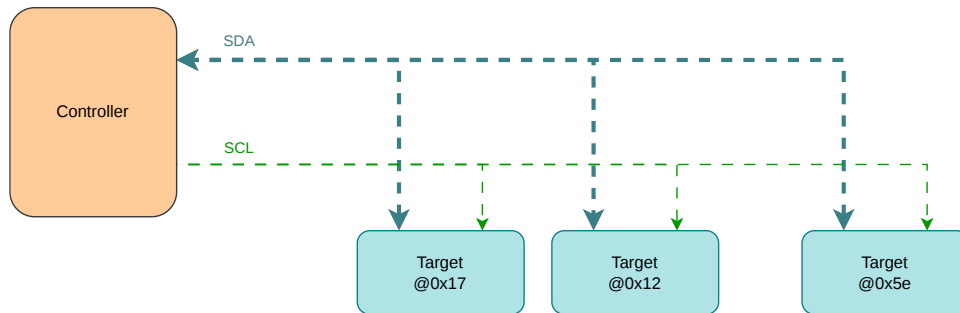 SDA
Controller
SCL
Target
@0x17
Target
@0x12
Target
@0x5e